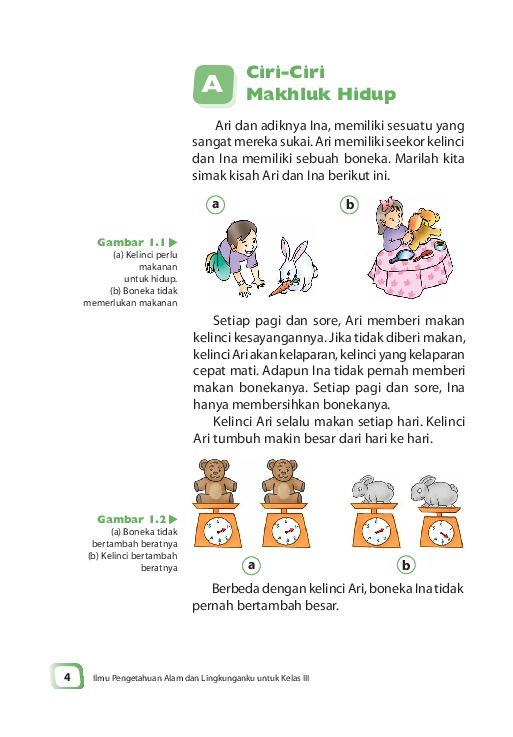 A
Ciri-Ciri
Makhluk Hidup
Ari dan adiknya Ina, memiliki sesuatu yang
sangat mereka sukai. Ari memiliki seekor kelinci
dan Ina memiliki sebuah boneka. Marilah kita
simak kisah Ari dan Ina berikut ini.
a
b
Gambar 1.1
(a) Kelinci perlu
makanan
untuk hidup.
(b) Boneka tidak
memerlukan makanan
Setiap pagi dan sore, Ari memberi makan
kelinci kesayangannya. Jika tidak diberi makan,
kelinci Ari akan kelaparan, kelinci yang kelaparan
cepat mati. Adapun Ina tidak pernah memberi
makan bonekanya. Setiap pagi dan sore, Ina
hanya membersihkan bonekanya.
Kelinci Ari selalu makan setiap hari. Kelinci
Ari tumbuh makin besar dari hari ke hari.
Gambar 1.2
(a) Boneka tidak
bertambah beratnya
(b) Kelinci bertambah
beratnya
a
b
Berbeda dengan kelinci Ari, boneka Ina tidak
pernah bertambah besar.
4
Ilmu Pengetahuan Alam dan Lingkunganku untuk Kelas III